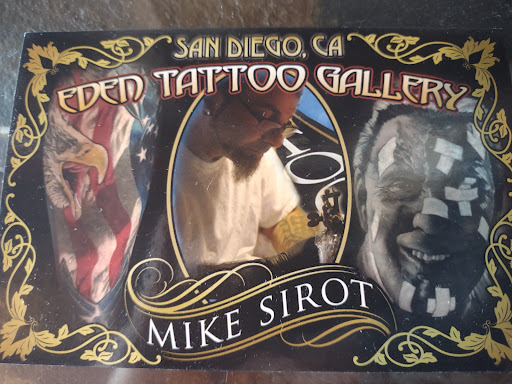 SAN DIEGO, CA
EDEN TATTOO GALLERY
MIKE SIROT